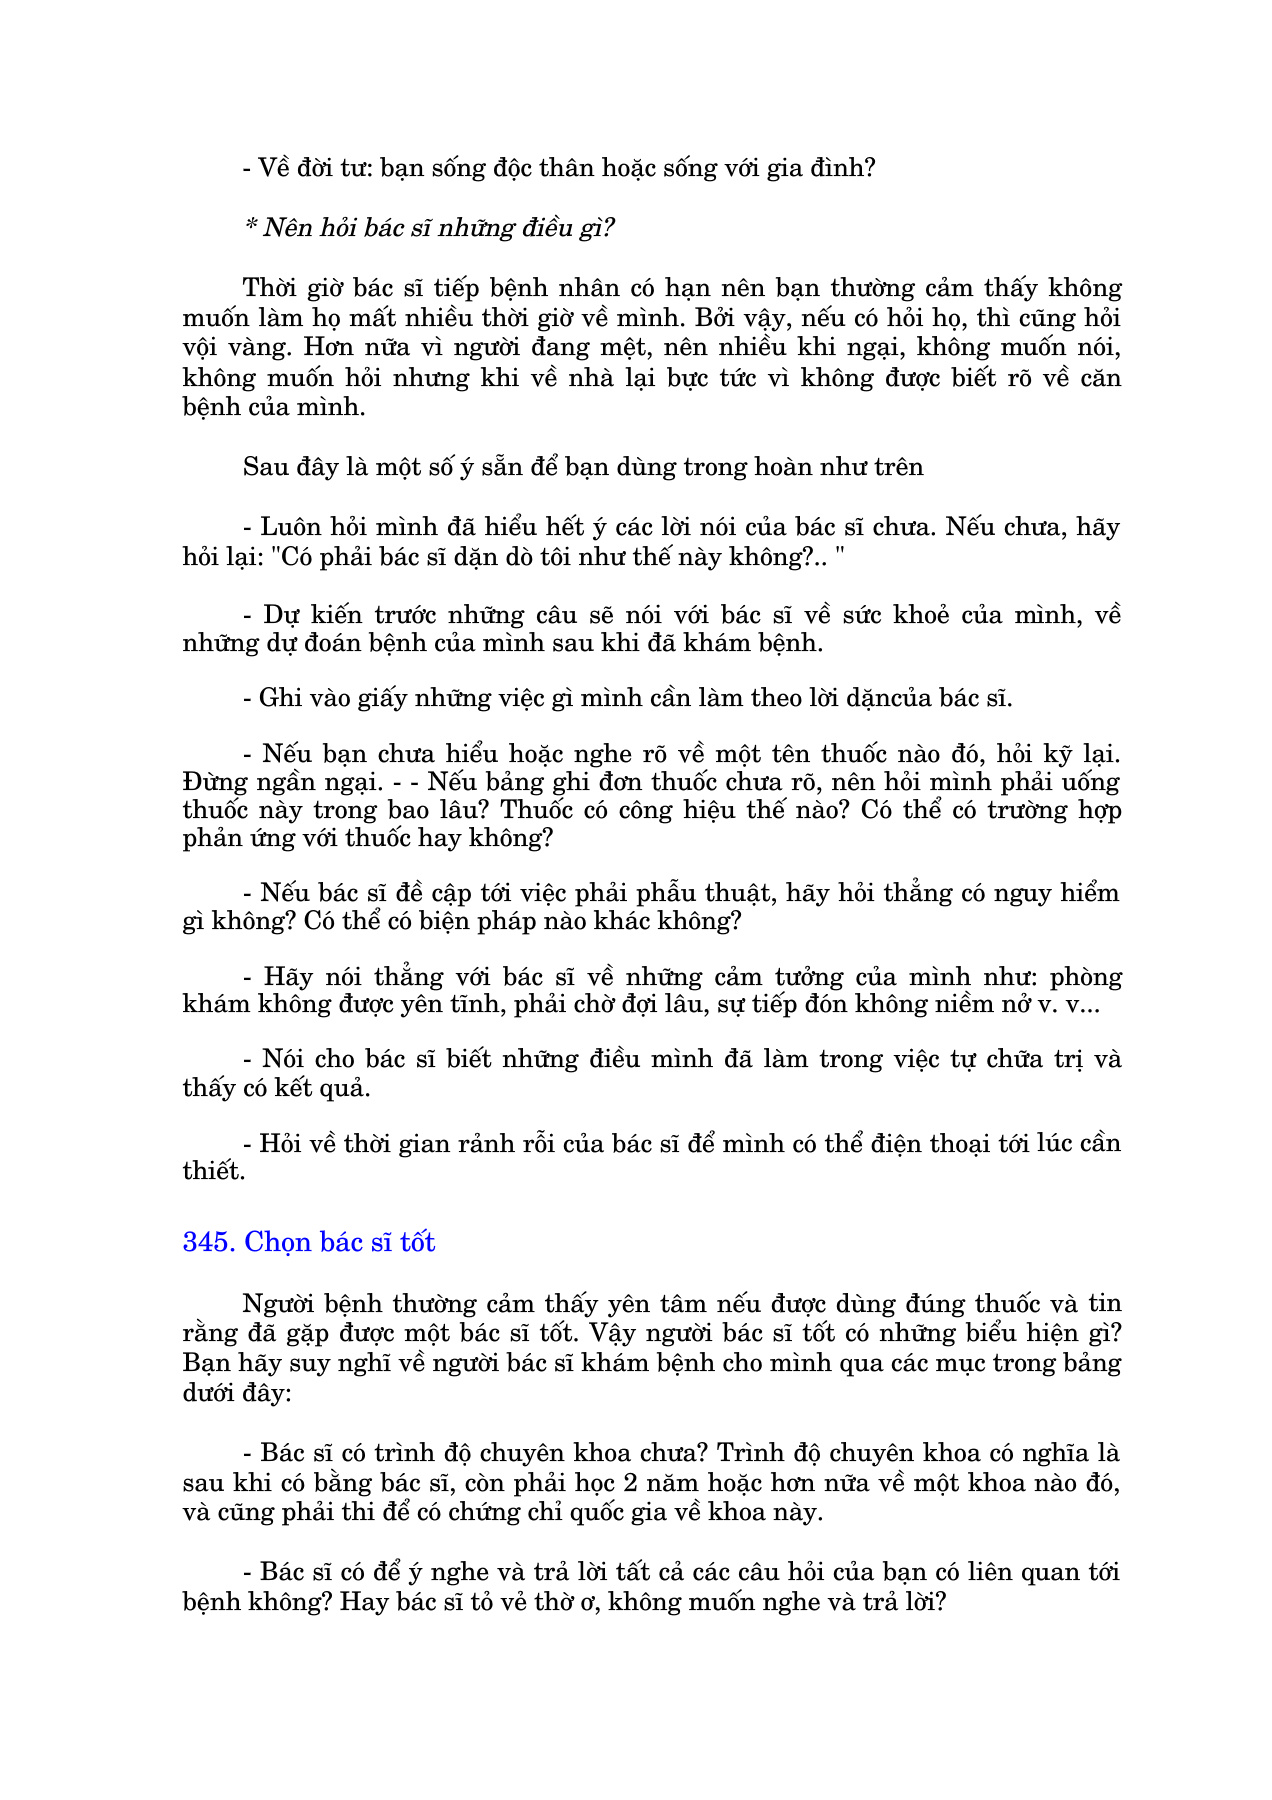 - Về đời tư: bạn sống độc thân hoặc sống với gia đình?
* Nên hỏi bác sĩ những điều gì?
Thời giờ bác sĩ tiếp bệnh nhân có hạn nên bạn thường cảm thấy không
muốn làm họ mất nhiều thời giờ về mình. Bởi vậy, nếu có hỏi họ, thì cũng hỏi
vội vàng. Hơn nữa vì người đang mệt, nên nhiều khi ngại, không muốn nói,
không muốn hỏi nhưng khi về nhà lại bực tức vì không được biết rõ về căn
bệnh của mình.
Sau đây là một số ý sẵn để bạn dùng trong hoàn như trên
- Luôn hỏi mình đã hiểu hết ý các lời nói của bác sĩ chưa. Nếu chưa, hãy
hỏi lại: "Có phải bác sĩ dặn dò tôi như thế này không?.. "
- Dự kiến trước những câu sẽ nói với bác sĩ về sức khoẻ của mình, về
những dự đoán bệnh của mình sau khi đã khám bệnh.
- Ghi vào giấy những việc gì mình cần làm theo lời dặncủa bác sĩ.
- Nếu bạn chưa hiểu hoặc nghe rõ về một tên thuốc nào đó, hỏi kỹ lại.
Đừng ngần ngại. - - Nếu bảng ghi đơn thuốc chưa rõ, nên hỏi mình phải uống
thuốc này trong bao lâu? Thuốc có công hiệu thế nào? Có thể có trường hợp
phản ứng với thuốc hay không?
- Nếu bác sĩ đề cập tới việc phải phẫu thuật, hãy hỏi thẳng có nguy hiểm
gì không? Có thể có biện pháp nào khác không?
- Hãy nói thẳng với bác sĩ về những cảm tưởng của mình như: phòng
khám không được yên tĩnh, phải chờ đợi lâu, sự tiếp đón không niềm nở v. v...
- Nói cho bác sĩ biết những điều mình đã làm trong việc tự chữa trị và
thấy có kết quả.
- Hỏi về thời gian rảnh rỗi của bác sĩ để mình có thể điện thoại tới lúc cần
thiết.
345. Chọn bác sĩ tốt
Người bệnh thường cảm thấy yên tâm nếu được dùng đúng thuốc và tin
rằng đã gặp được một bác sĩ tốt. Vậy người bác sĩ tốt có những biểu hiện gì?
Bạn hãy suy nghĩ về người bác sĩ khám bệnh cho mình qua các mục trong bảng
dưới đây:
- Bác sĩ có trình độ chuyên khoa chưa? Trình độ chuyên khoa có nghĩa là
sau khi có bằng bác sĩ, còn phải học 2 năm hoặc hơn nữa về một khoa nào đó,
và cũng phải thi để có chứng chỉ quốc gia về khoa này.
- Bác sĩ có để ý nghe và trả lời tất cả các câu hỏi của bạn có liên quan tới
bệnh không? Hay bác sĩ tỏ vẻ thờ ơ, không muốn nghe và trả lời?